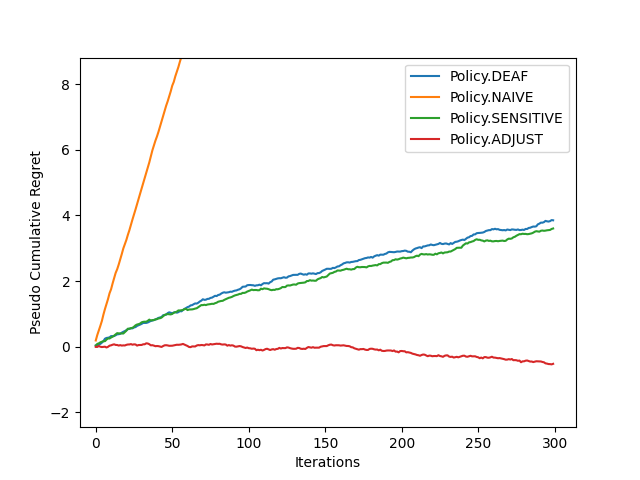 Policy.DEAF
Policy.NAIVE
Policy.SENSITIVE
Policy.ADJUST
Pseudo Cumulative Regret
8
6
4
2
0
−2
0 50 100 150 200 250 300
Iterations